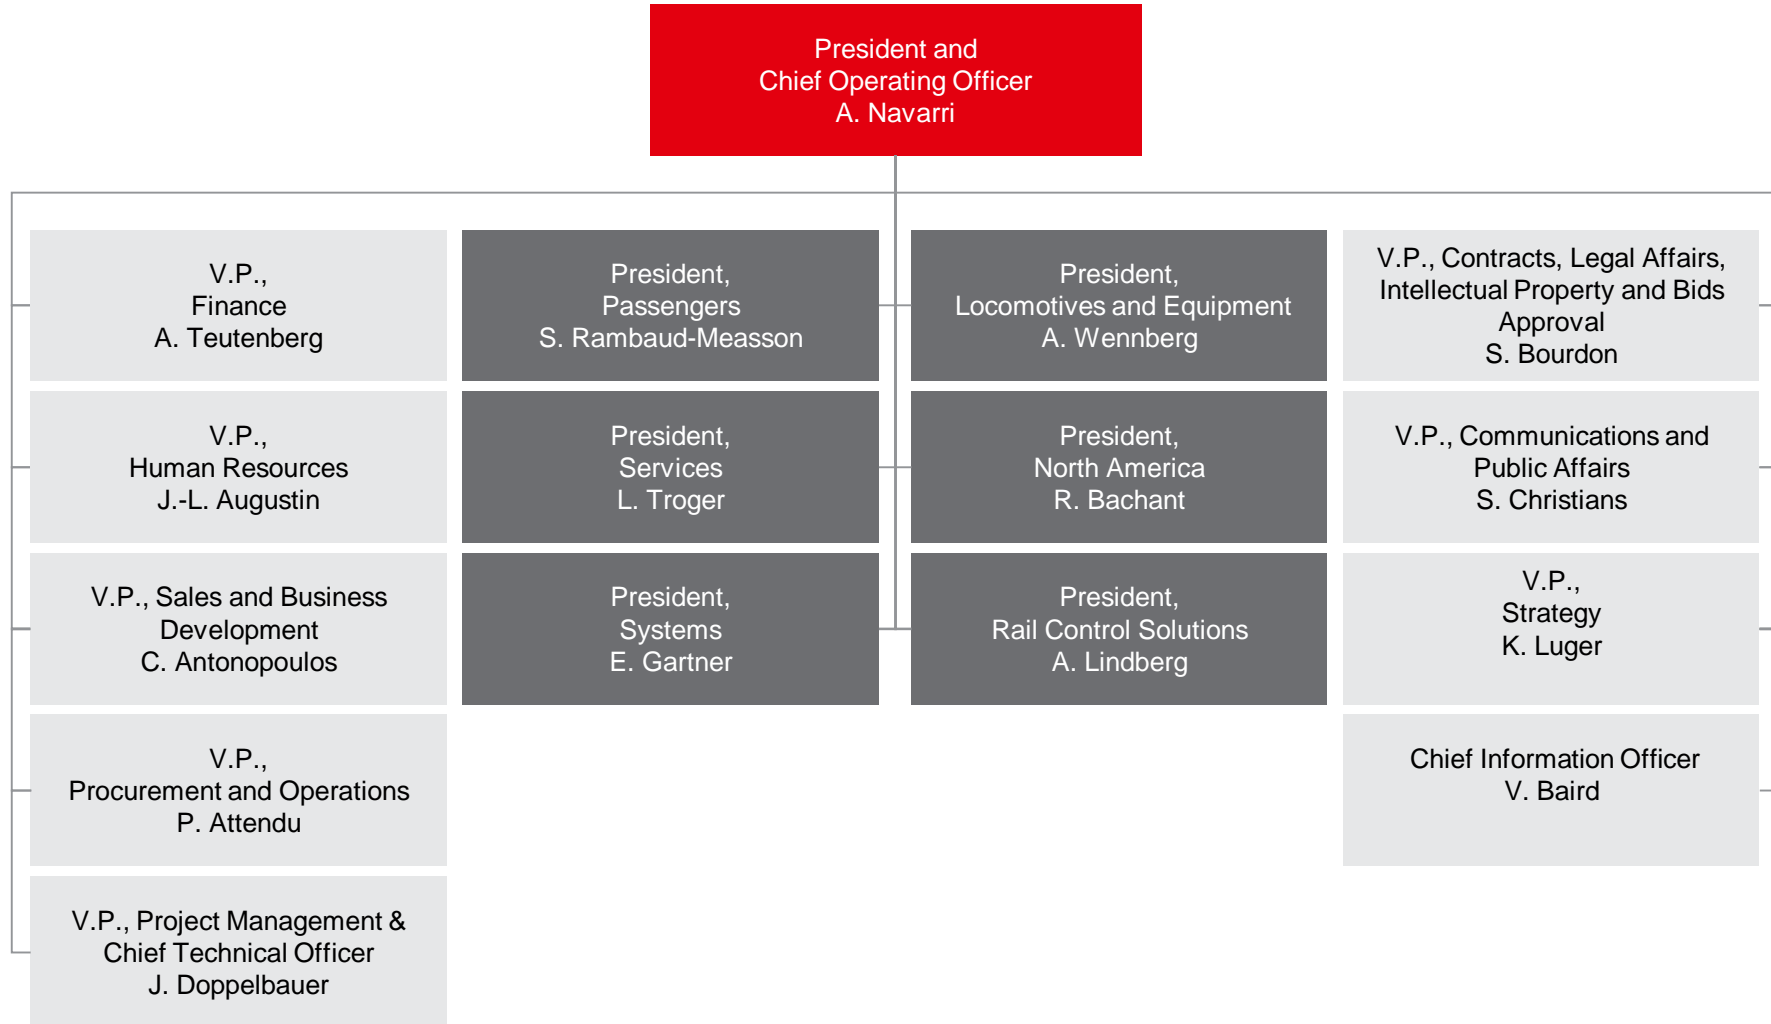 President and
Chief Operating Officer
A. Navarri
V.P.,
Finance
A. Teutenberg
President,
Passengers
S. Rambaud-Measson
President,
Locomotives and Equipment
A. Wennberg
V.P., Contracts, Legal Affairs,
Intellectual Property and Bids
Approval
S. Bourdon
V.P.,
Human Resources
J.-L. Augustin
President,
Services
L. Troger
President,
North America
R. Bachant
V.P., Communications and
Public Affairs
S. Christians
V.P., Sales and Business
Development
C. Antonopoulos
President,
Systems
E. Gartner
President,
Rail Control Solutions
A. Lindberg
V.P.,
Strategy
K. Luger
V.P.,
Procurement and Operations
P. Attendu
Chief Information Officer
V. Baird
V.P., Project Management &
Chief Technical Officer
J. Doppelbauer